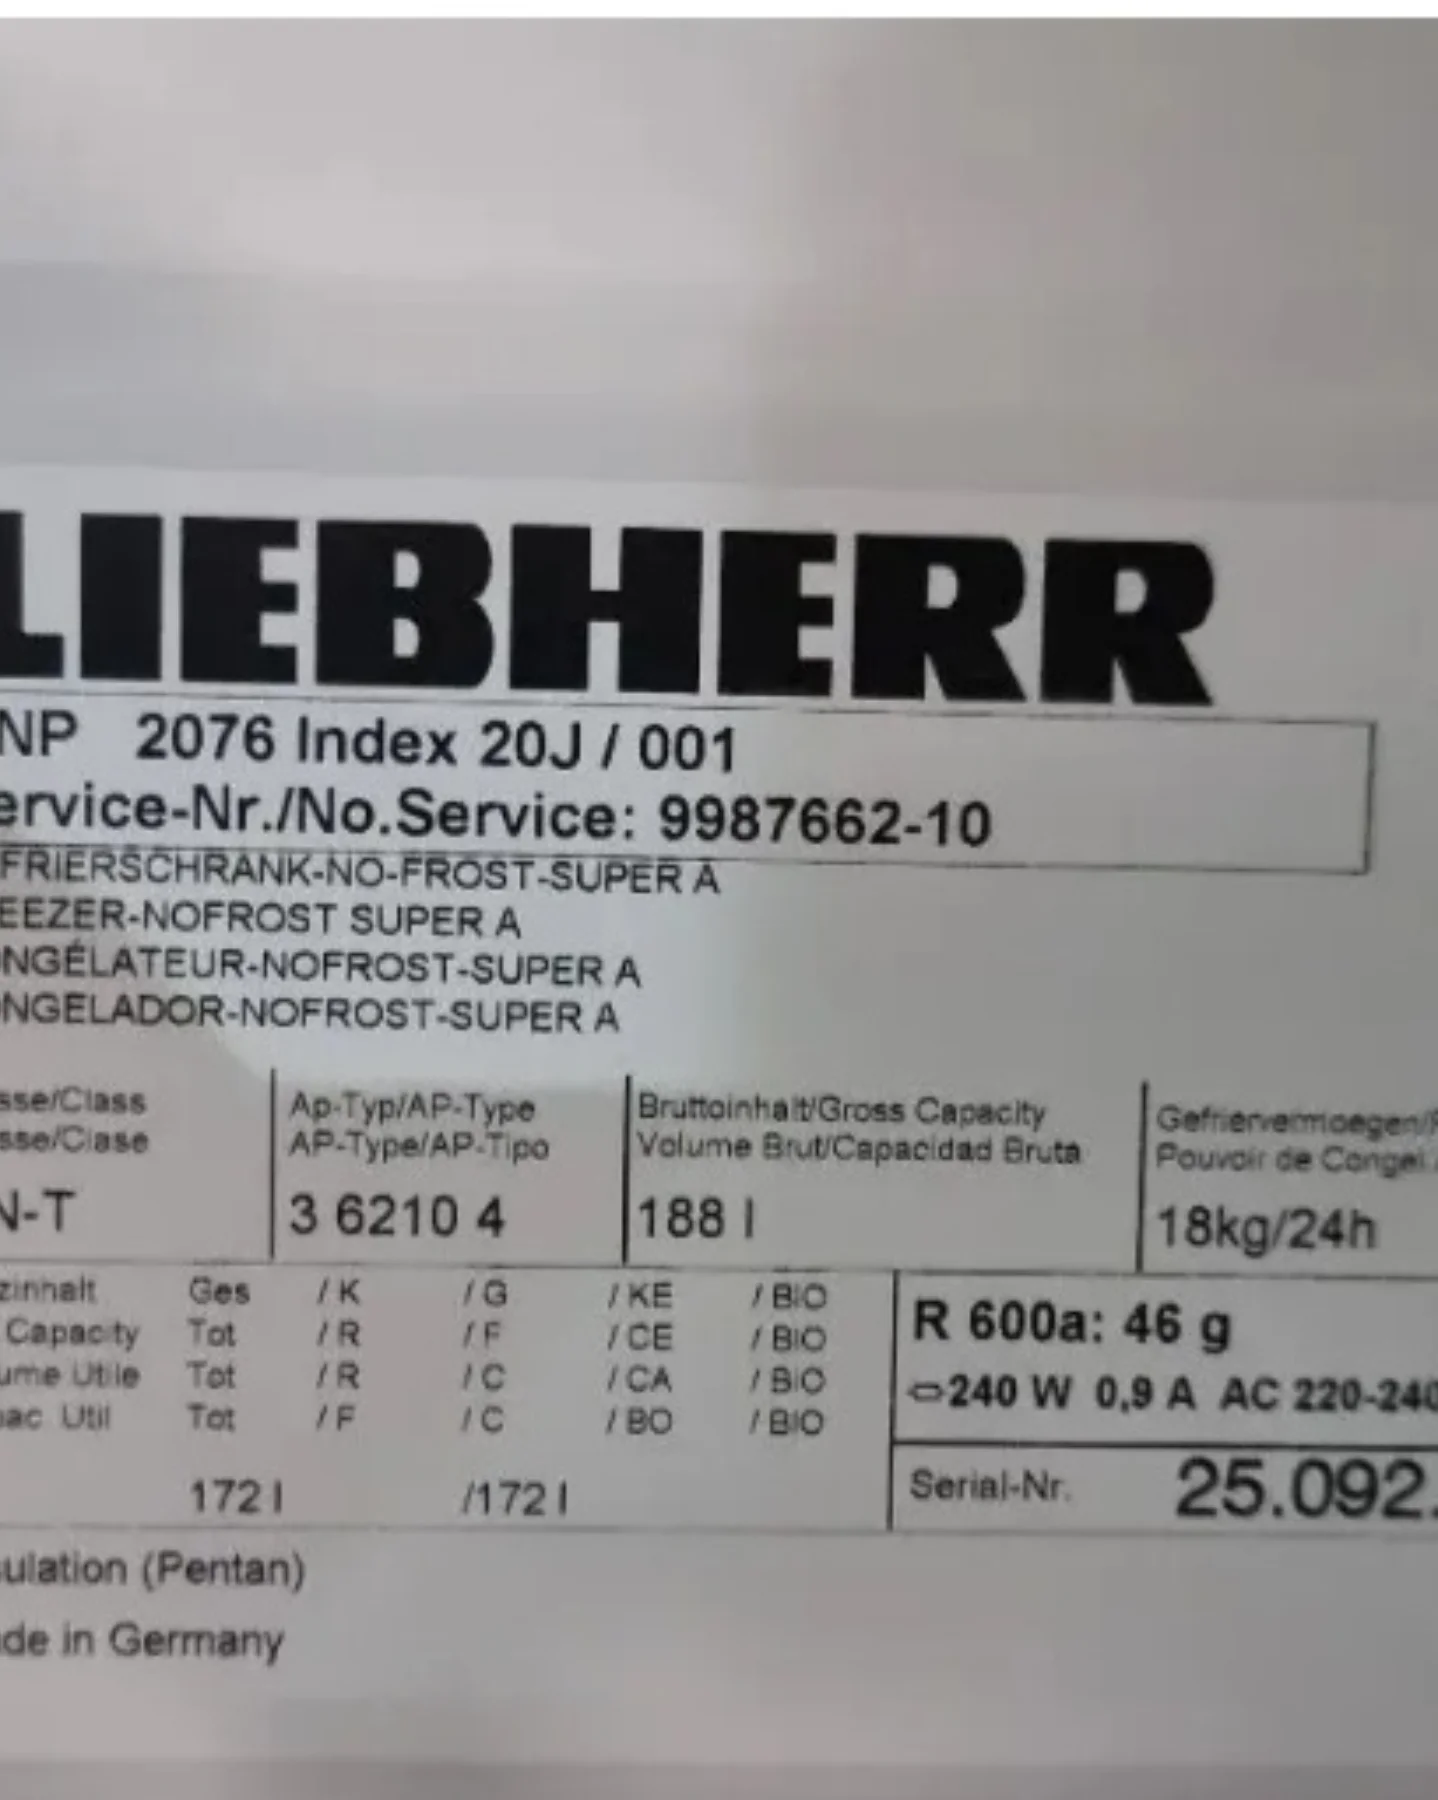 LIEBHERR
NP 2076 Index 20J / 001
ervice-Nr./No.Service: 9987662-10
FRIERSCHRANK-NO-FROST-SUPER A
EEZER-NOFROST SUPER A
NGÉLATEUR-NOFROST-SUPER A
NGELADOR-NOFROST-SUPER A
sse/Class
sse/Clase
N-T
Ap-Typ/AP-Type
AP-Type/AP-Tipo
3 6210 4
Bruttoinhalt/Gross Capacity
Volume Brut/Capacidad Bruta
188 l
Gefriervermoegen/F
Pouvoir de Congel.
18kg/24h
zinhalt Ges / K / G / KE / BIO
Capacity Tot / R / F / CE / BIO
ume Utile Tot / R / C / CA / BIO
ac. Util Tot / F / C / BO / BIO
172 l /172 l
R 600a: 46 g
240 W 0,9 A AC 220-240
Serial-Nr. 25.092.
sulation (Pentan)
de in Germany